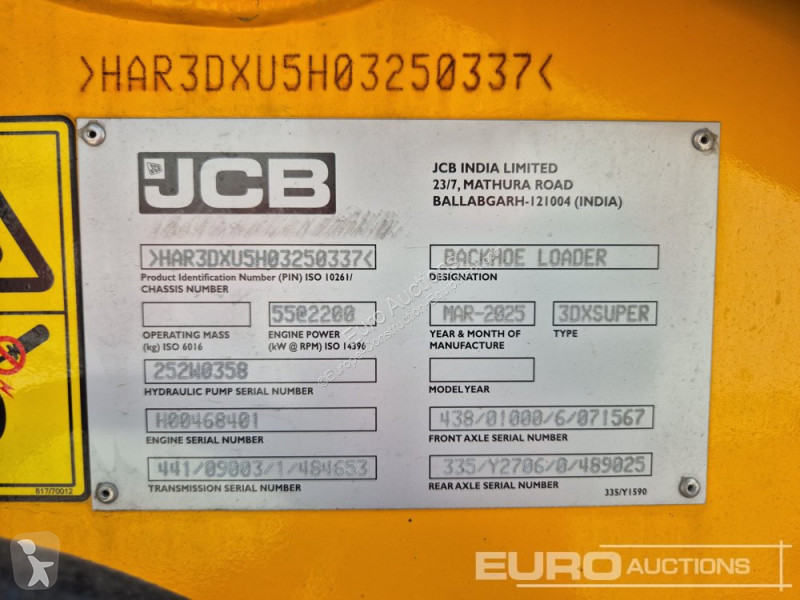 >HAR3DXU5H03250337<
JCB
JCB INDIA LIMITED
23/7, MATHURA ROAD
BALLABGARH-121004 (INDIA)
>HAR3DXU5H03250337<
Product Identification Number (PIN) ISO 10261/
CHASSIS NUMBER
BACKHOE LOADER
DESIGNATION
55@2200
OPERATING MASS
(kg) ISO 6016
ENGINE POWER
(kW @ RPM) ISO 14396
MAR-2025
3DXSUPER
YEAR & MONTH OF
MANUFACTURE
TYPE
252W0358
HYDRAULIC PUMP SERIAL NUMBER
MODEL YEAR
H00468401
ENGINE SERIAL NUMBER
438/01000/6/071567
FRONT AXLE SERIAL NUMBER
441/09003/1/484653
TRANSMISSION SERIAL NUMBER
335/Y2706/0/489025
REAR AXLE SERIAL NUMBER
335/Y1590
817/70012
EURO AUCTIONS